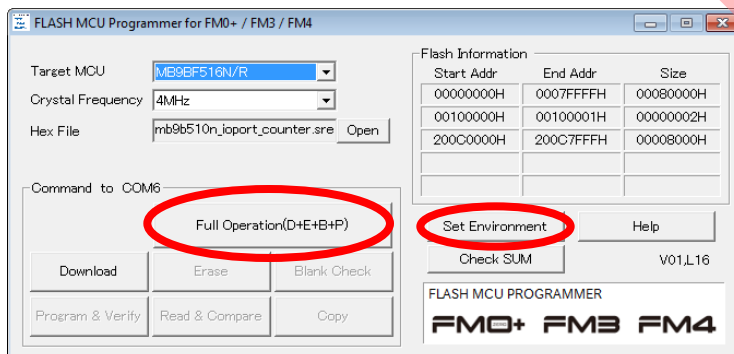 FLASH MCU Programmer for FM0+ / FM3 / FM4
Target MCU MB9BF516N/R
Crystal Frequency 4MHz
Hex File mb9b510n_ioport_counter.sre Open
Flash Information
Start Addr End Addr Size
00000000H 0007FFFFH 00080000H
00100000H 00100001H 00000002H
200C0000H 200C7FFFH 00008000H
Command to COM6
Full Operation(D+E+B+P)
Download Erase Blank Check
Program & Verify Read & Compare Copy
Set Environment Help
Check SUM V01,L16
FLASH MCU PROGRAMMER
FM0+ FM3 FM4